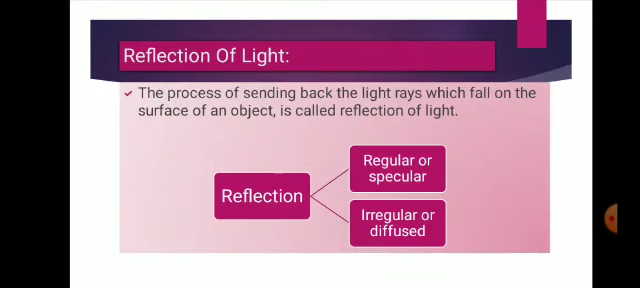 Reflection Of Light:
✓ The process of sending back the light rays which fall on the
surface of an object, is called reflection of light.
Reflection
Regular or
specular
Irregular or
diffused